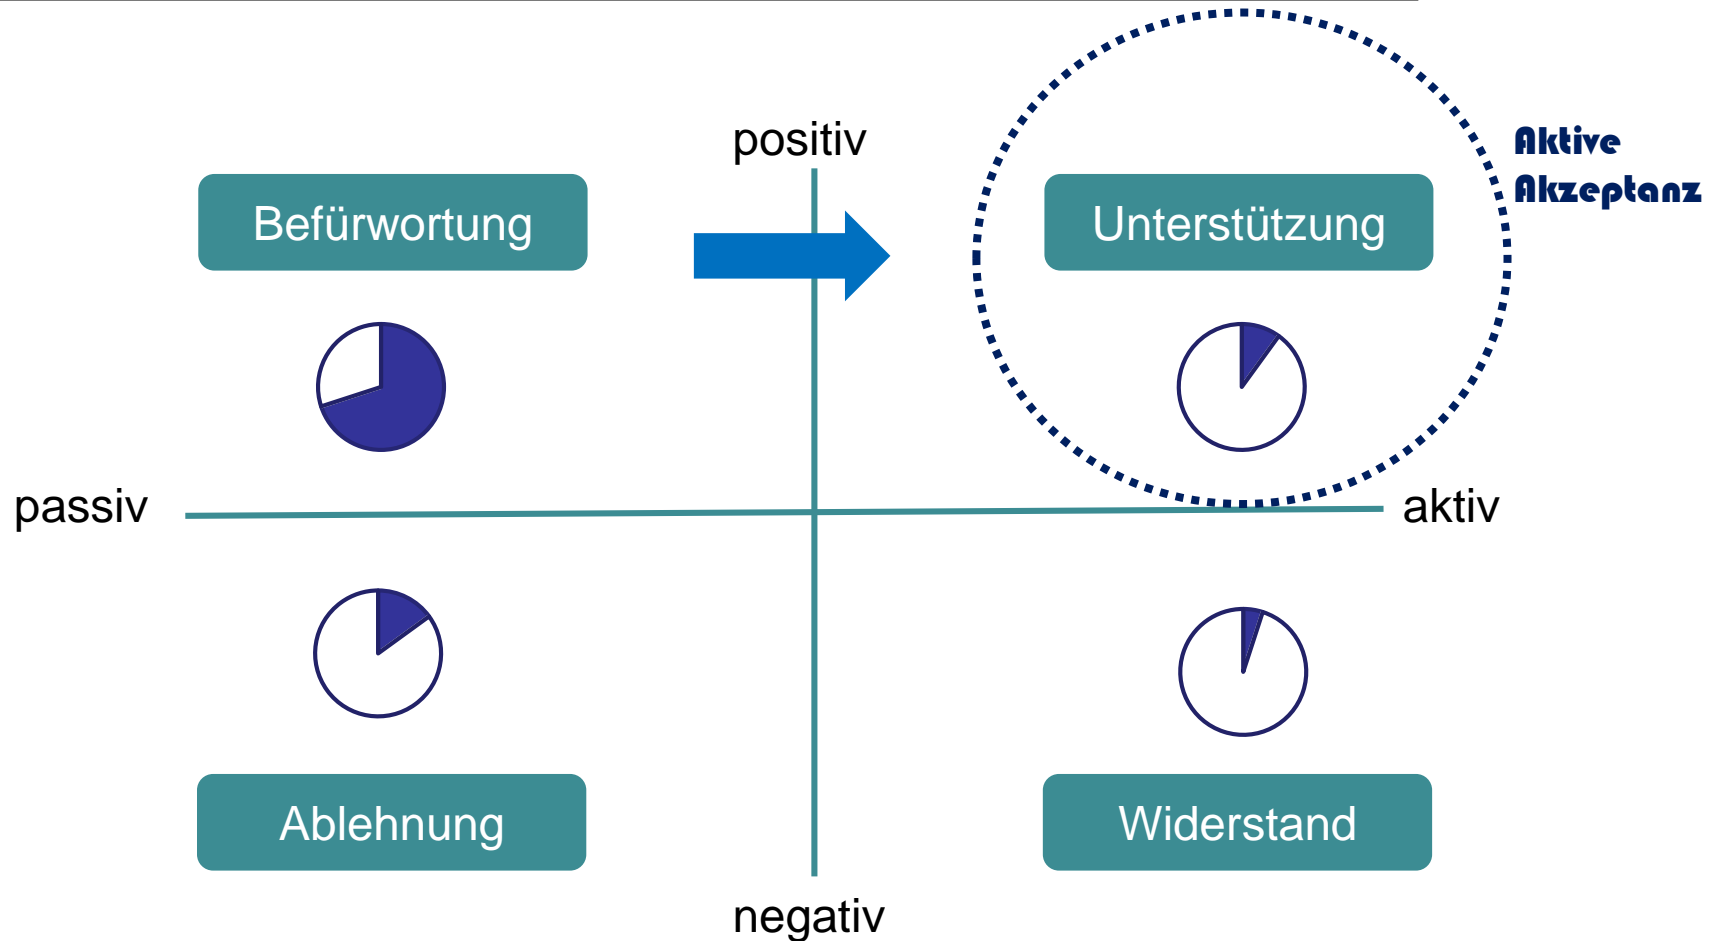 positiv
Aktive
Akzeptanz
Befürwortung
Unterstützung
passiv
aktiv
Ablehnung
Widerstand
negativ